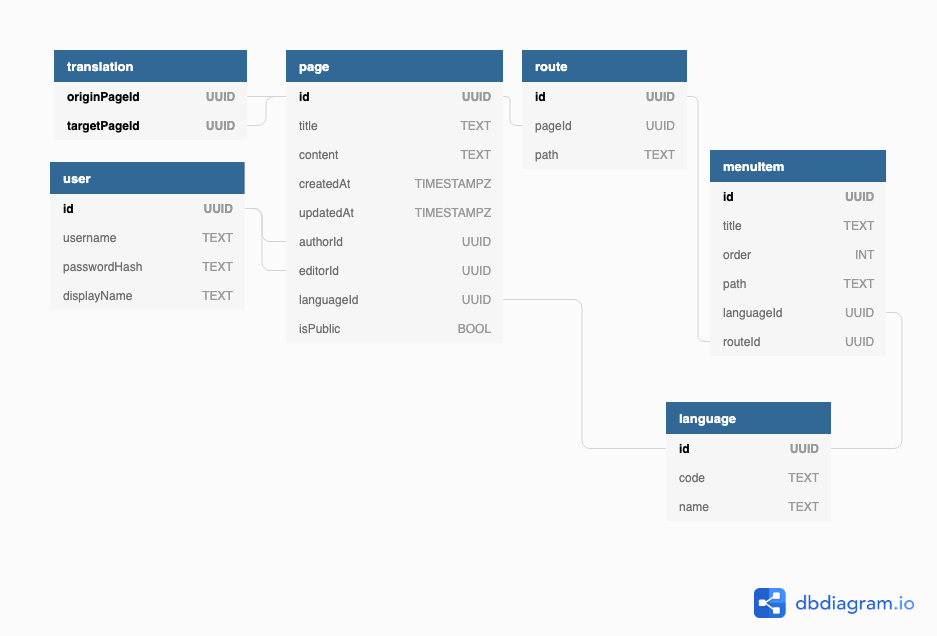 translation
originPageId UUID
targetPageId UUID
user
id UUID
username TEXT
passwordHash TEXT
displayName TEXT
page
id UUID
title TEXT
content TEXT
createdAt TIMESTAMPZ
updatedAt TIMESTAMPZ
authorId UUID
editorId UUID
languageId UUID
isPublic BOOL
route
id UUID
pageId UUID
path TEXT
menuItem
id UUID
title TEXT
order INT
path TEXT
languageId UUID
routeId UUID
language
id UUID
code TEXT
name TEXT
dbdiagram.io